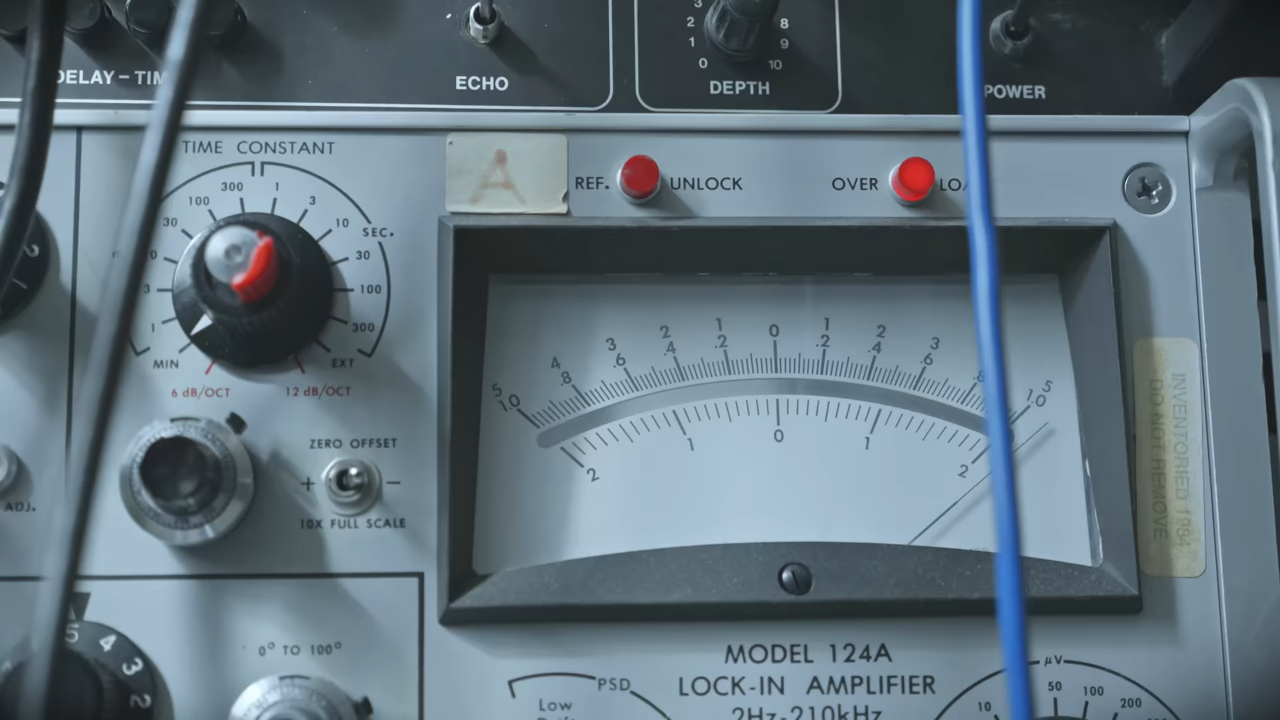 3
2
1
0
8
9
10
DELAY-TIM
ECHO
DEPTH
POWER
TIME CONSTANT
300
1
100
3
30
10
SEC.
30
3
100
1
300
MIN
EXT
6 dB/OCT
12 dB/OCT
A
REF. UNLOCK
OVER LOA
5 4 3 2 1 0 1 2 3 5
1.0 .8 .6 .4 .2 .2 .4 .6 .8 1.0
2 1 0 1 2
INVENTORIED 1984
DO NOT REMOVE
ZERO OFFSET
+ −
10X FULL SCALE
ADJ.
2
5
4
3
2
0° TO 100°
MODEL 124A
LOCK-IN AMPLIFIER
2Hz-210kHz
PSD
Low
µV
10
50
100
200